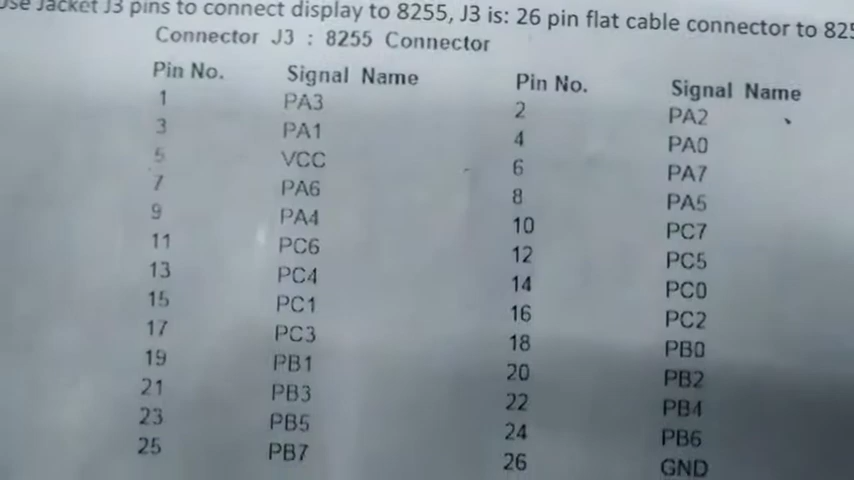 Use Jacket J3 pins to connect display to 8255, J3 is: 26 pin flat cable connector to 825
Connector J3 : 8255 Connector
Pin No. Signal Name Pin No. Signal Name
1 PA3 2 PA2
3 PA1 4 PA0
5 VCC 6 PA7
7 PA6 8 PA5
9 PA4 10 PC7
11 PC6 12 PC5
13 PC4 14 PC0
15 PC1 16 PC2
17 PC3 18 PB0
19 PB1 20 PB2
21 PB3 22 PB4
23 PB5 24 PB6
25 PB7 26 GND